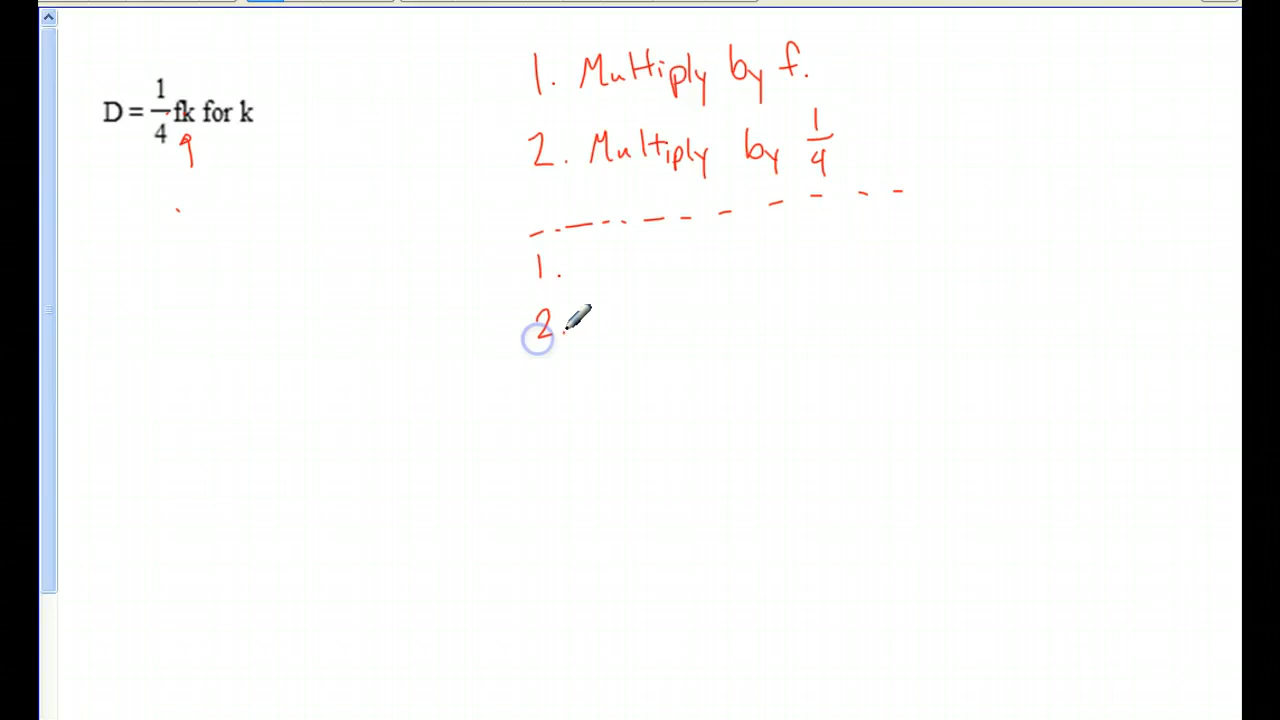 D = 1/4 fk for k
1. Multiply by f.
2. Multiply by 1/4
1.
2.